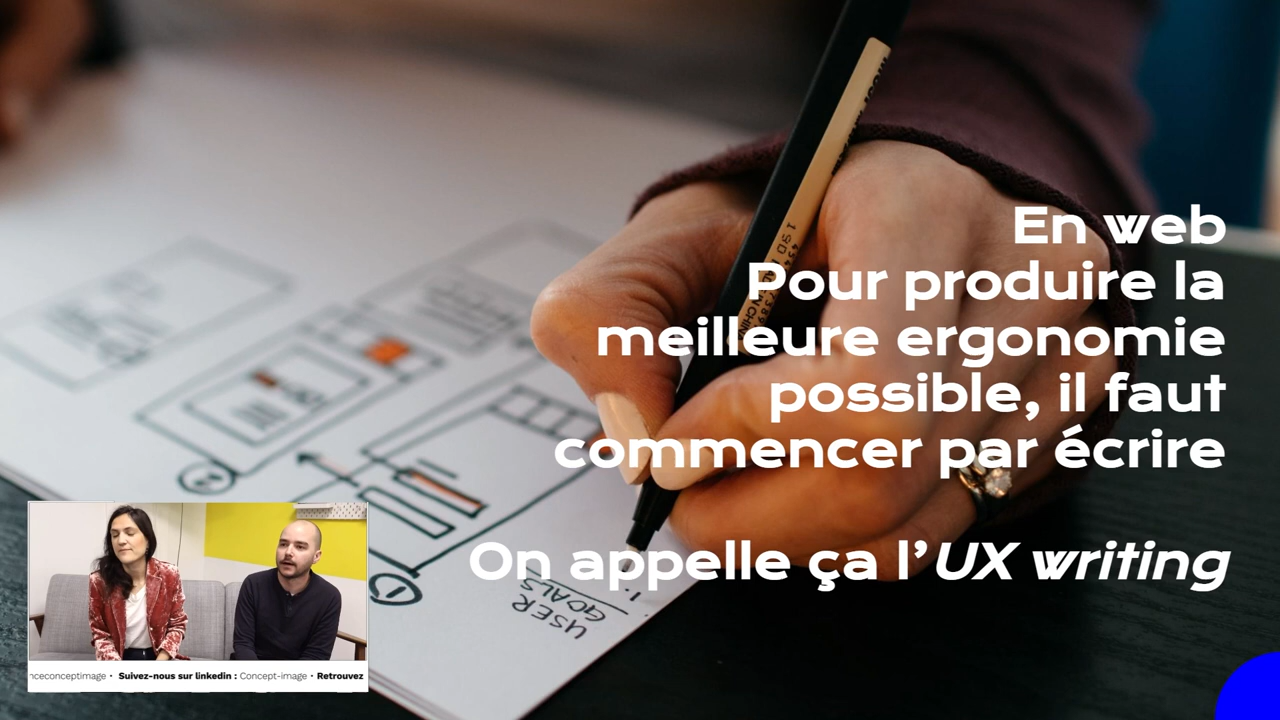 En web
Pour produire la
meilleure ergonomie
possible, il faut
commencer par écrire
On appelle ça l’UX writing
USER
GOALS
nceconceptimage · Suivez-nous sur linkedin : Concept-image · Retrouvez